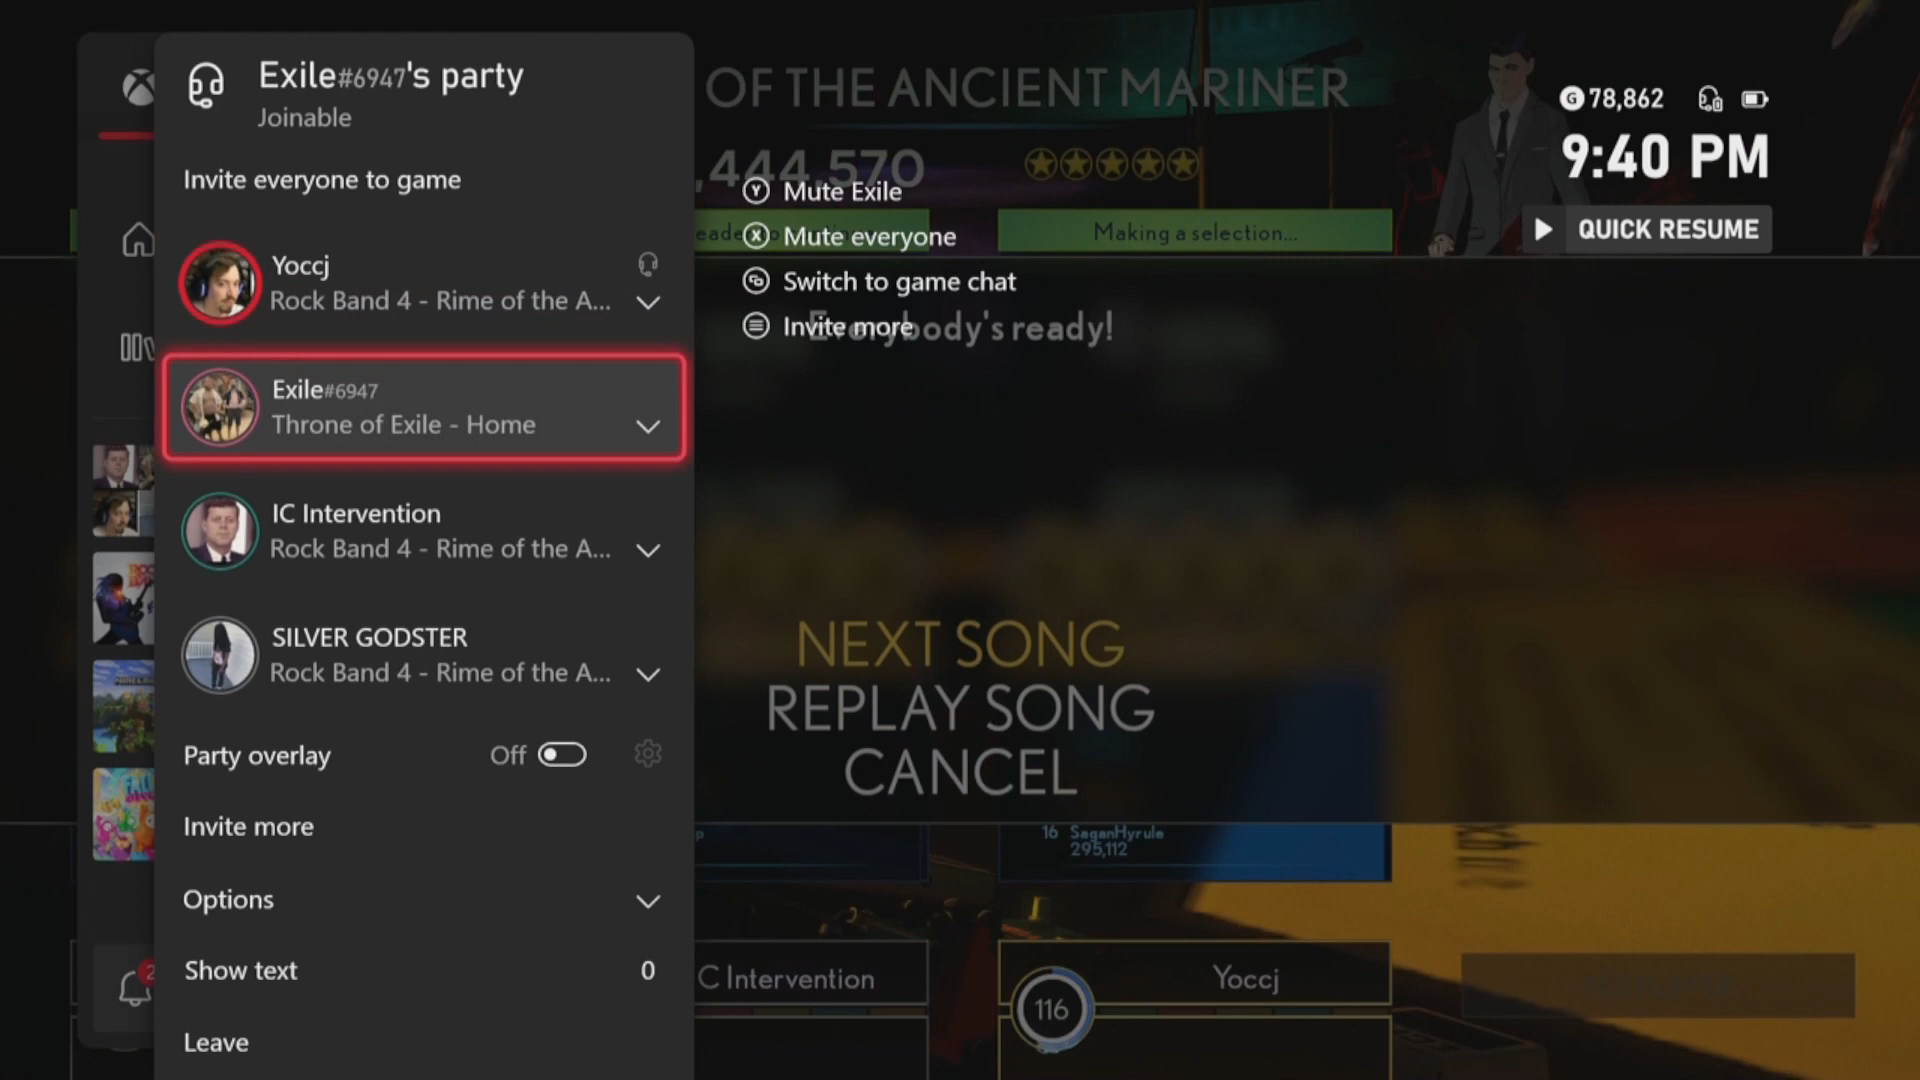 Exile#6947's party
Joinable
Invite everyone to game
Yoccj
Rock Band 4 - Rime of the A...
Exile#6947
Throne of Exile - Home
IC Intervention
Rock Band 4 - Rime of the A...
SILVER GODSTER
Rock Band 4 - Rime of the A...
Party overlay Off
Invite more
Options
Show text 0
Leave
2
OF THE ANCIENT MARINER
,444,570
Y Mute Exile
X Mute everyone
Switch to game chat
Invite more
Making a selection...
Everybody's ready!
NEXT SONG
REPLAY SONG
CANCEL
16 SaganHyrule
295,112
C Intervention
116
Yoccj
G 78,862
9:40 PM
QUICK RESUME